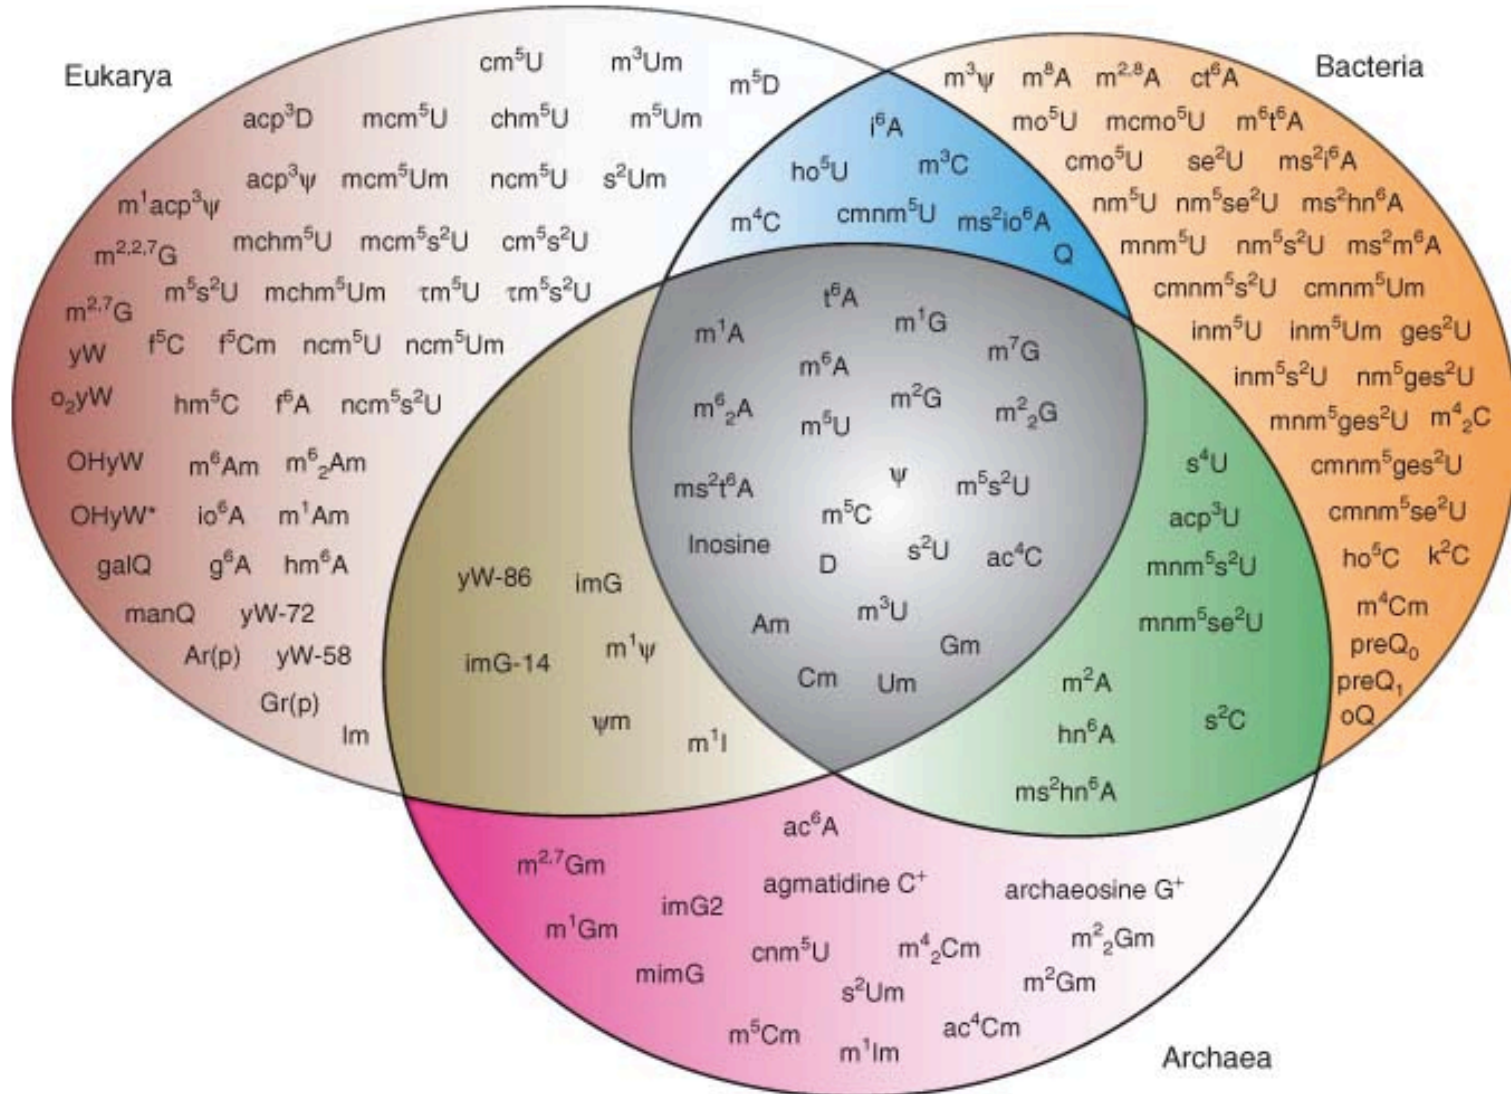 Eukarya
cm⁵U m³Um m⁵D
acp³D mcm⁵U chm⁵U m⁵Um
acp³ψ mcm⁵Um ncm⁵U s²Um
m¹acp³ψ
mchm⁵U mcm⁵s²U cm⁵s²U
m²,²,⁷G
m⁵s²U mchm⁵Um τm⁵U τm⁵s²U
m²,⁷G
yW f⁵C f⁵Cm ncm⁵U ncm⁵Um
o₂yW hm⁵C f⁶A ncm⁵s²U
OHyW m⁶Am m⁶₂Am
OHyW* io⁶A m¹Am
galQ g⁶A hm⁶A
manQ yW-72
Ar(p) yW-58
Gr(p)
Im
i⁶A
ho⁵U m³C
m⁴C cmnm⁵U ms²io⁶A
Q
Bacteria
m³ψ m⁸A m²,⁸A ct⁶A
mo⁵U mcmo⁵U m⁶t⁶A
cmo⁵U se²U ms²i⁶A
nm⁵U nm⁵se²U ms²hn⁶A
mnm⁵U nm⁵s²U ms²m⁶A
cmnm⁵s²U cmnm⁵Um
inm⁵U inm⁵Um ges²U
inm⁵s²U nm⁵ges²U
mnm⁵ges²U m⁴₂C
cmnm⁵ges²U
cmnm⁵se²U
ho⁵C k²C
m⁴Cm
preQ₀
preQ₁
oQ
t⁶A
m¹A m¹G
m⁶A m⁷G
m⁶₂A m²G m²₂G
m⁵U
ms²t⁶A ψ m⁵s²U
m⁵C
Inosine D s²U ac⁴C
Am m³U
Gm
Cm Um
yW-86 imG
imG-14 m¹ψ
ψm
m¹I
s⁴U
acp³U
mnm⁵s²U
mnm⁵se²U
m²A
hn⁶A s²C
ms²hn⁶A
ac⁶A
m²,⁷Gm
agmatidine C⁺ archaeosine G⁺
imG2
m¹Gm
cnm⁵U m⁴₂Cm m²₂Gm
mimG
s²Um m²Gm
m⁵Cm ac⁴Cm
m¹Im
Archaea